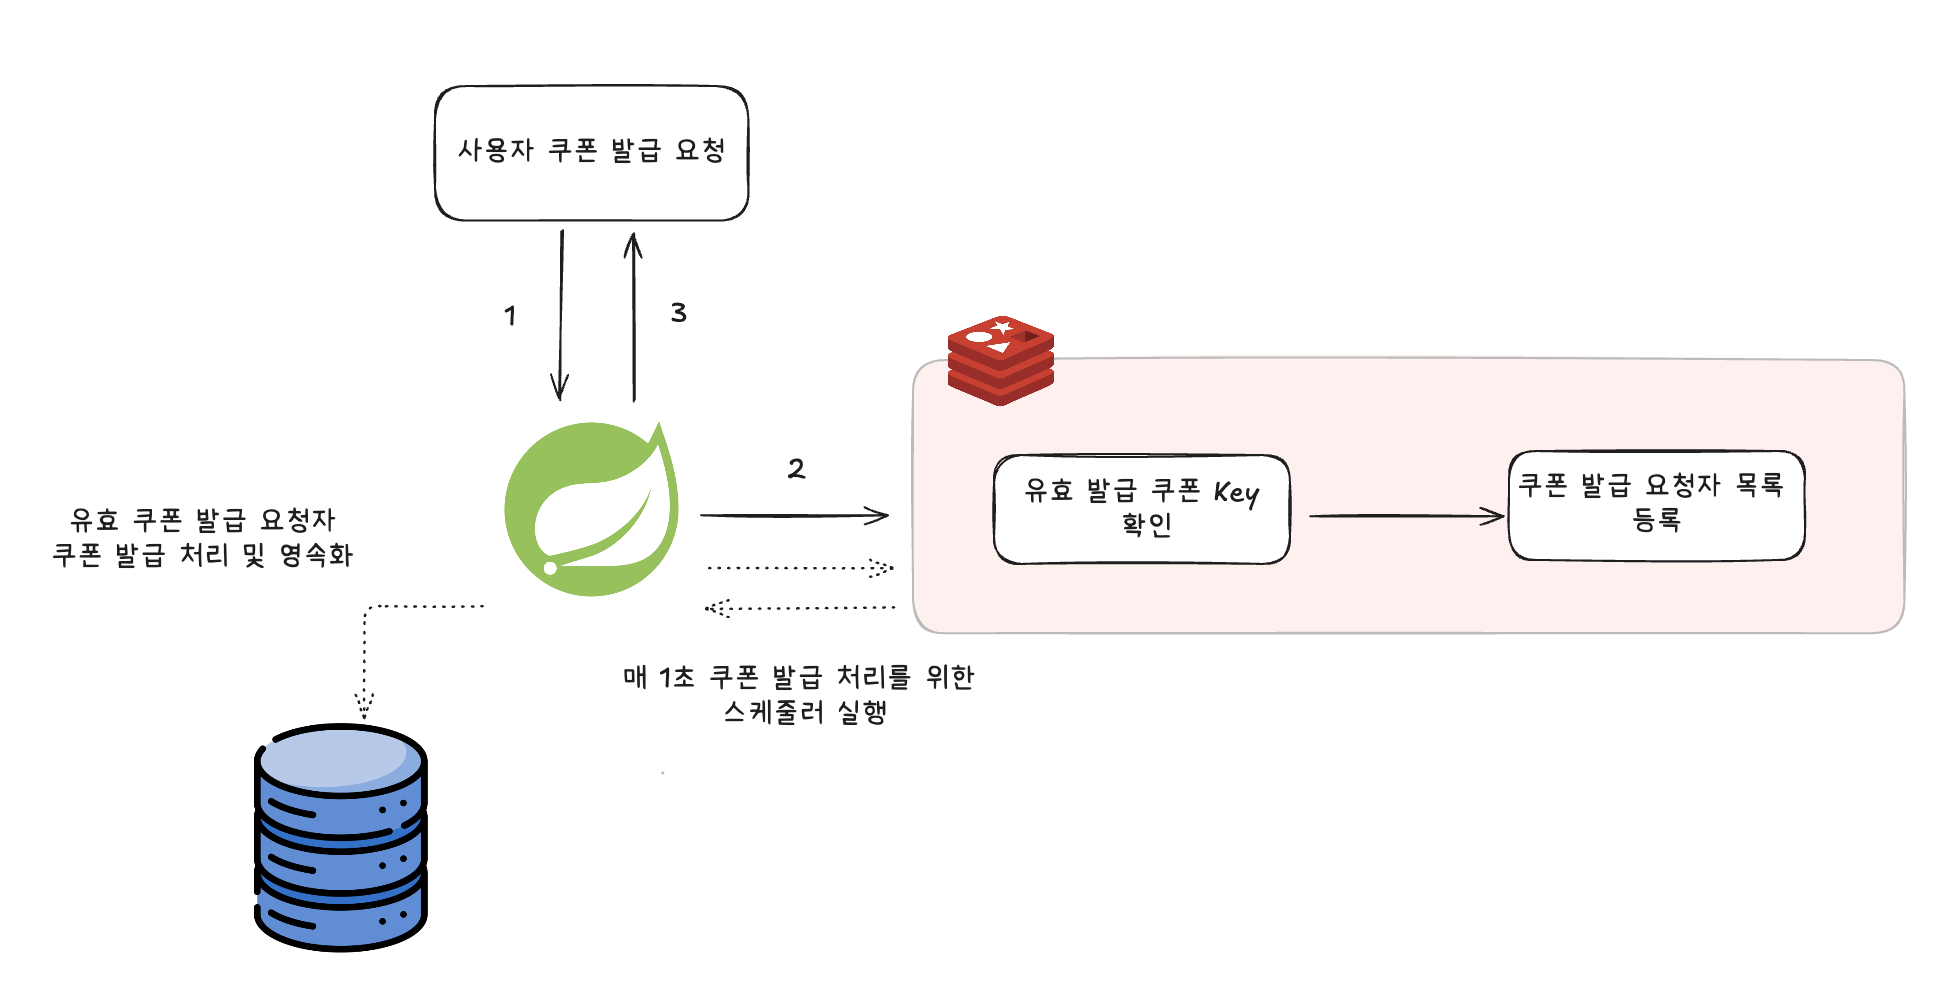 사용자 쿠폰 발급 요청
1
3
2
유효 발급 쿠폰 Key
확인
쿠폰 발급 요청자 목록
등록
유효 쿠폰 발급 요청자
쿠폰 발급 처리 및 영속화
매 1초 쿠폰 발급 처리를 위한
스케줄러 실행